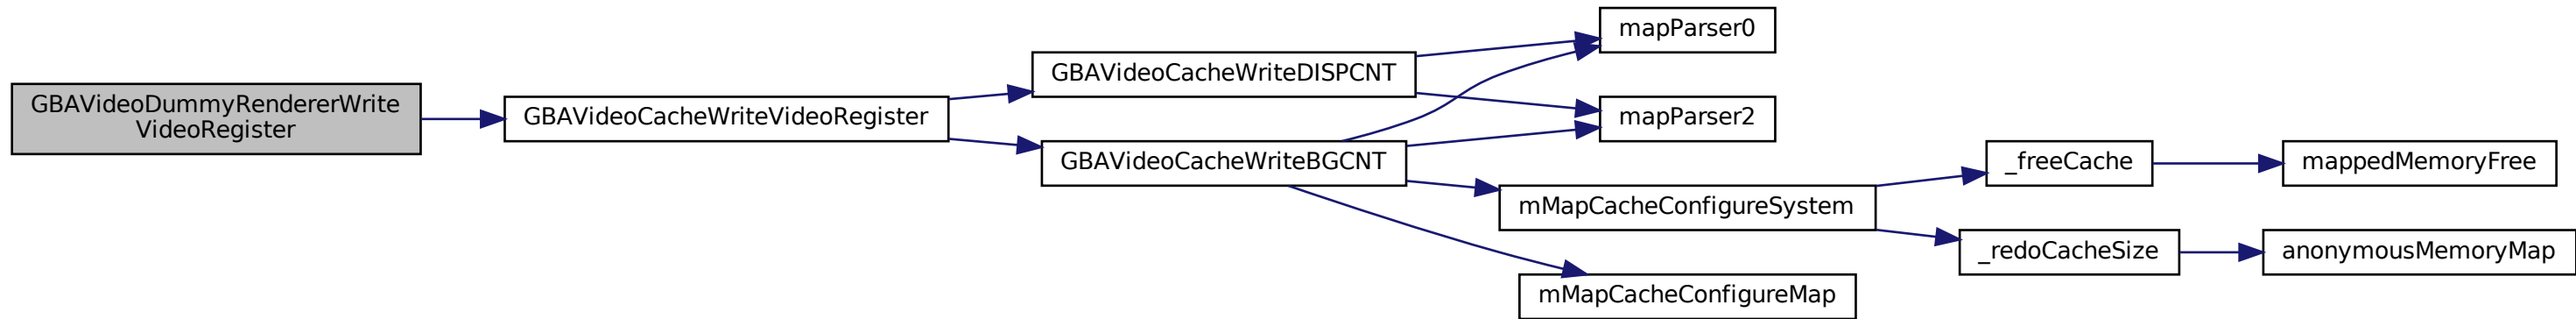 GBAVideoDummyRendererWrite
VideoRegister
GBAVideoCacheWriteVideoRegister
GBAVideoCacheWriteDISPCNT
GBAVideoCacheWriteBGCNT
mapParser0
mapParser2
mMapCacheConfigureSystem
mMapCacheConfigureMap
_freeCache
_redoCacheSize
mappedMemoryFree
anonymousMemoryMap